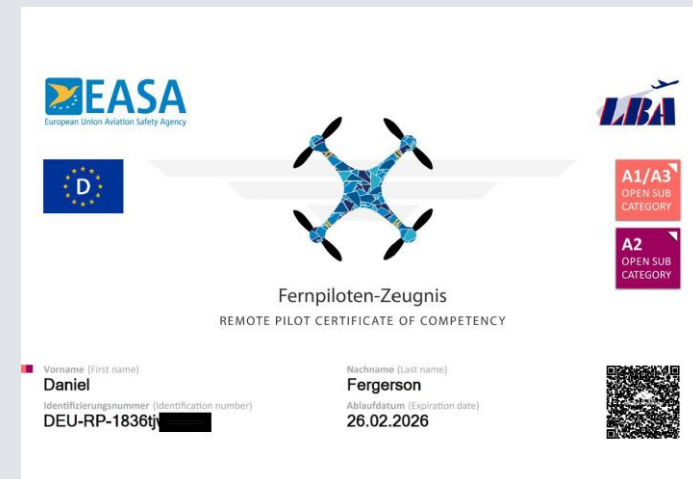 EASA
European Union Aviation Safety Agency
LBA
D
A1/A3
OPEN SUB
CATEGORY
A2
OPEN SUB
CATEGORY
Fernpiloten-Zeugnis
REMOTE PILOT CERTIFICATE OF COMPETENCY
Vorname (First name)
Daniel
Nachname (Last name)
Fergerson
Identifizierungsnummer (Identification number)
DEU-RP-1836tj
Ablaufdatum (Expiration date)
26.02.2026